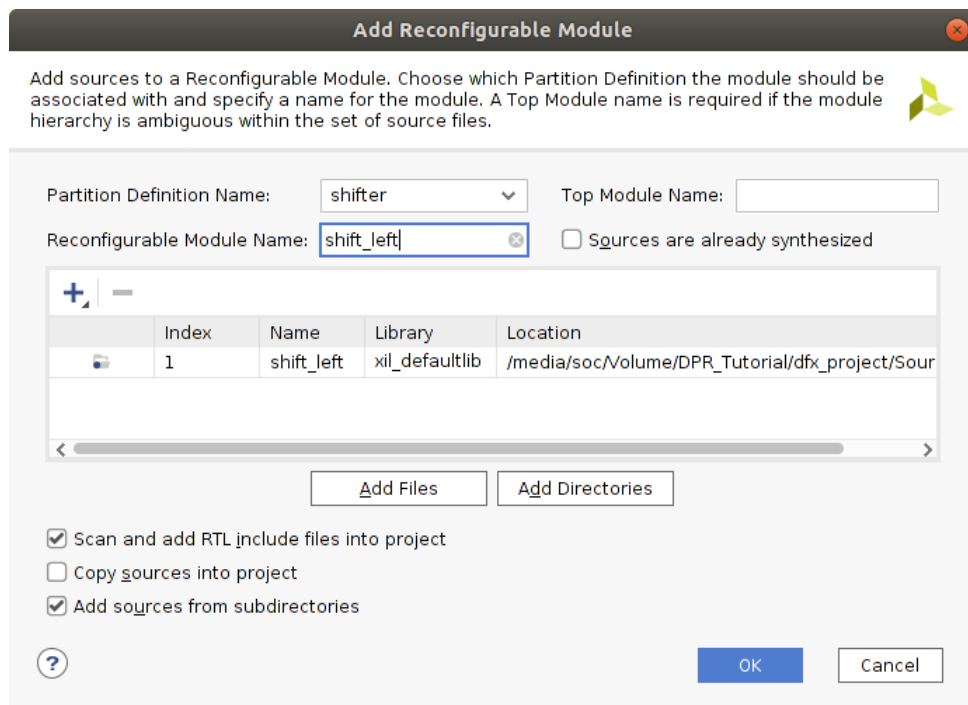 Add Reconfigurable Module
Add sources to a Reconfigurable Module. Choose which Partition Definition the module should be
associated with and specify a name for the module. A Top Module name is required if the module
hierarchy is ambiguous within the set of source files.
Partition Definition Name: shifter Top Module Name:
Reconfigurable Module Name: shift_left Sources are already synthesized
Index Name Library Location
1 shift_left xil_defaultlib /media/soc/Volume/DPR_Tutorial/dfx_project/Sour
Add Files Add Directories
Scan and add RTL include files into project
Copy sources into project
Add sources from subdirectories
? OK Cancel